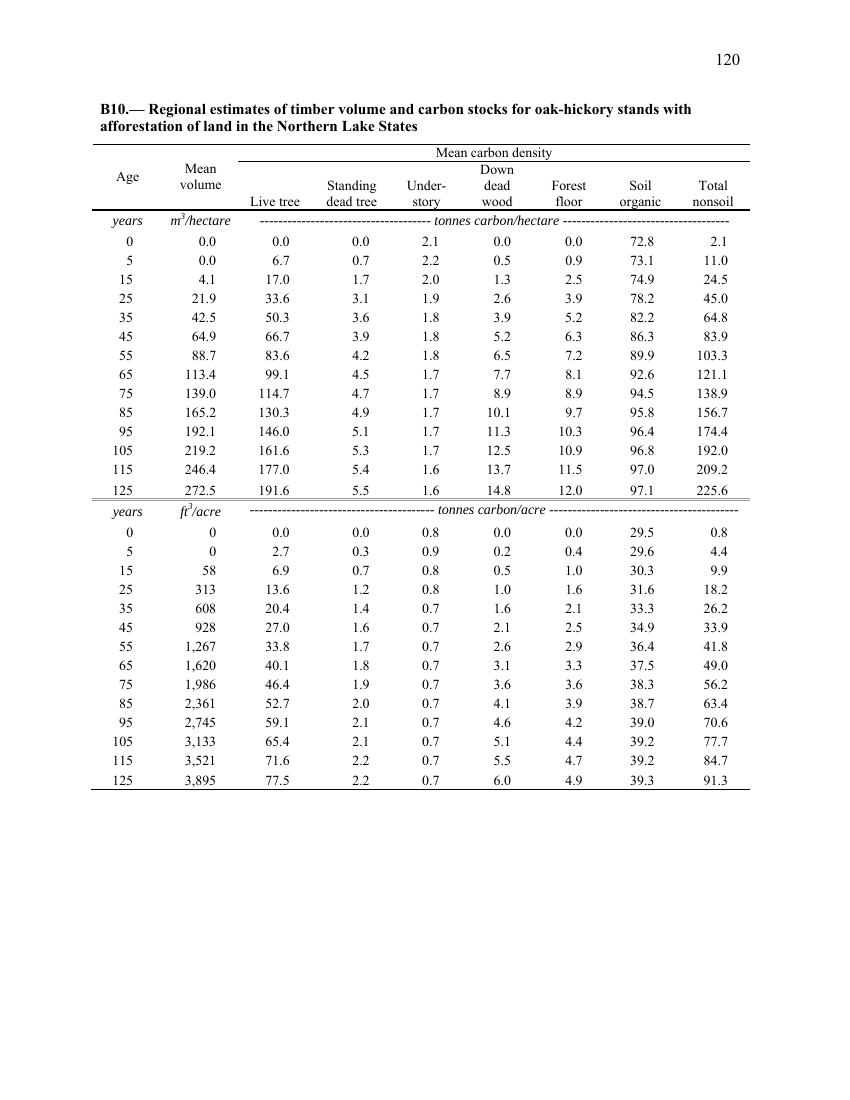 120
B10.— Regional estimates of timber volume and carbon stocks for oak-hickory stands with
afforestation of land in the Northern Lake States
Age Mean volume Mean carbon density
Live tree Standing dead tree Under-story Down dead wood Forest floor Soil organic Total nonsoil
years m³/hectare ------------------------------------- tonnes carbon/hectare ------------------------------------
0 0.0 0.0 0.0 2.1 0.0 0.0 72.8 2.1
5 0.0 6.7 0.7 2.2 0.5 0.9 73.1 11.0
15 4.1 17.0 1.7 2.0 1.3 2.5 74.9 24.5
25 21.9 33.6 3.1 1.9 2.6 3.9 78.2 45.0
35 42.5 50.3 3.6 1.8 3.9 5.2 82.2 64.8
45 64.9 66.7 3.9 1.8 5.2 6.3 86.3 83.9
55 88.7 83.6 4.2 1.8 6.5 7.2 89.9 103.3
65 113.4 99.1 4.5 1.7 7.7 8.1 92.6 121.1
75 139.0 114.7 4.7 1.7 8.9 8.9 94.5 138.9
85 165.2 130.3 4.9 1.7 10.1 9.7 95.8 156.7
95 192.1 146.0 5.1 1.7 11.3 10.3 96.4 174.4
105 219.2 161.6 5.3 1.7 12.5 10.9 96.8 192.0
115 246.4 177.0 5.4 1.6 13.7 11.5 97.0 209.2
125 272.5 191.6 5.5 1.6 14.8 12.0 97.1 225.6
years ft³/acre ---------------------------------------- tonnes carbon/acre -----------------------------------------
0 0 0.0 0.0 0.8 0.0 0.0 29.5 0.8
5 0 2.7 0.3 0.9 0.2 0.4 29.6 4.4
15 58 6.9 0.7 0.8 0.5 1.0 30.3 9.9
25 313 13.6 1.2 0.8 1.0 1.6 31.6 18.2
35 608 20.4 1.4 0.7 1.6 2.1 33.3 26.2
45 928 27.0 1.6 0.7 2.1 2.5 34.9 33.9
55 1,267 33.8 1.7 0.7 2.6 2.9 36.4 41.8
65 1,620 40.1 1.8 0.7 3.1 3.3 37.5 49.0
75 1,986 46.4 1.9 0.7 3.6 3.6 38.3 56.2
85 2,361 52.7 2.0 0.7 4.1 3.9 38.7 63.4
95 2,745 59.1 2.1 0.7 4.6 4.2 39.0 70.6
105 3,133 65.4 2.1 0.7 5.1 4.4 39.2 77.7
115 3,521 71.6 2.2 0.7 5.5 4.7 39.2 84.7
125 3,895 77.5 2.2 0.7 6.0 4.9 39.3 91.3